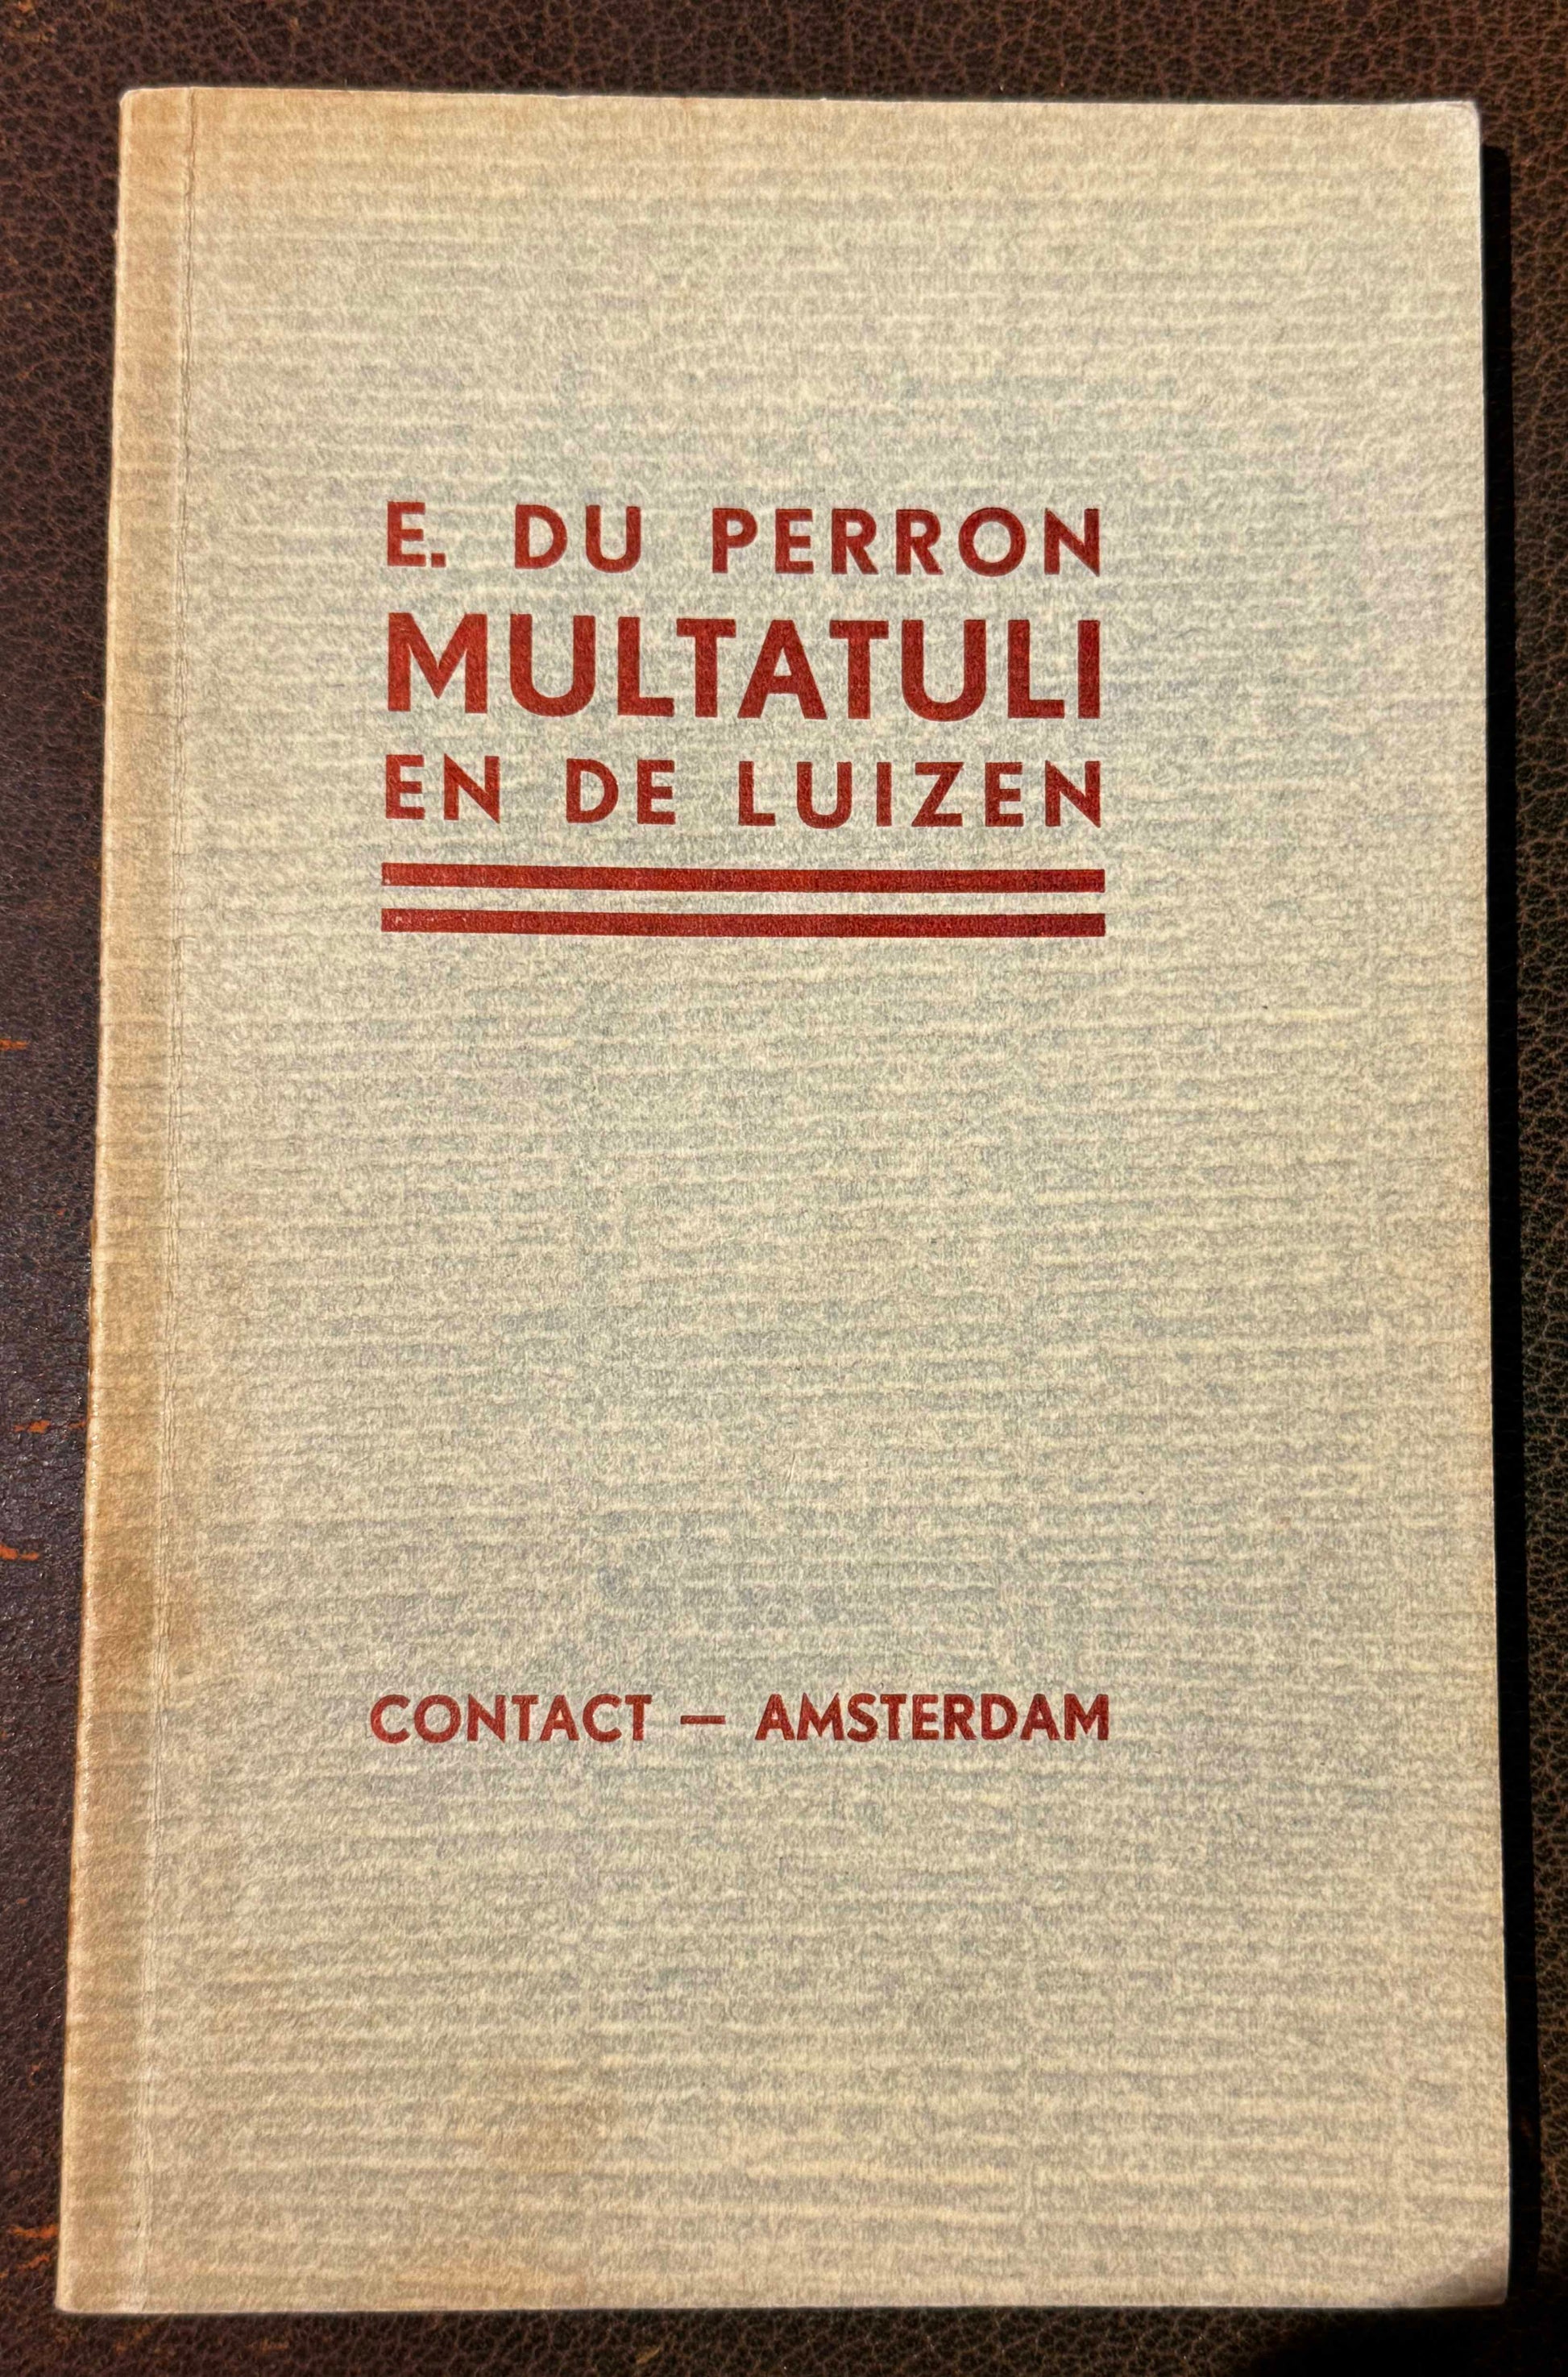 E. DU PERRON
MULTATULI
EN DE LUIZEN
CONTACT — AMSTERDAM